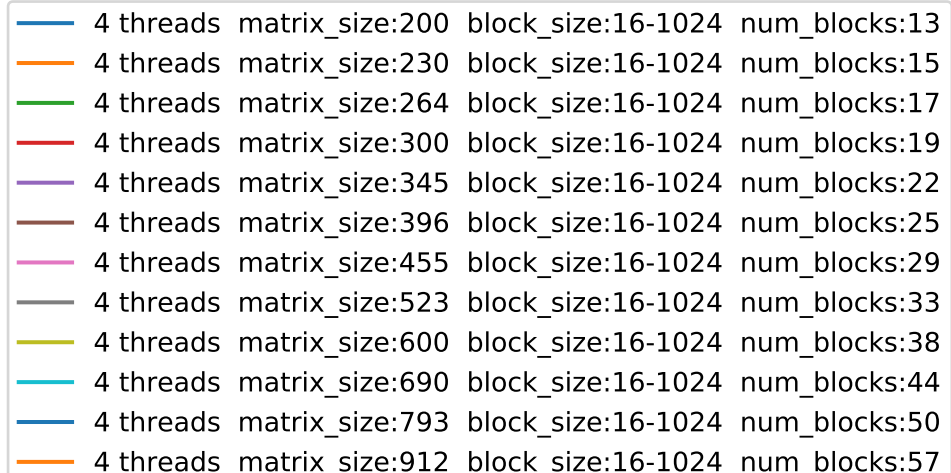 4 threads  matrix_size:200  block_size:16-1024  num_blocks:13
4 threads  matrix_size:230  block_size:16-1024  num_blocks:15
4 threads  matrix_size:264  block_size:16-1024  num_blocks:17
4 threads  matrix_size:300  block_size:16-1024  num_blocks:19
4 threads  matrix_size:345  block_size:16-1024  num_blocks:22
4 threads  matrix_size:396  block_size:16-1024  num_blocks:25
4 threads  matrix_size:455  block_size:16-1024  num_blocks:29
4 threads  matrix_size:523  block_size:16-1024  num_blocks:33
4 threads  matrix_size:600  block_size:16-1024  num_blocks:38
4 threads  matrix_size:690  block_size:16-1024  num_blocks:44
4 threads  matrix_size:793  block_size:16-1024  num_blocks:50
4 threads  matrix_size:912  block_size:16-1024  num_blocks:57